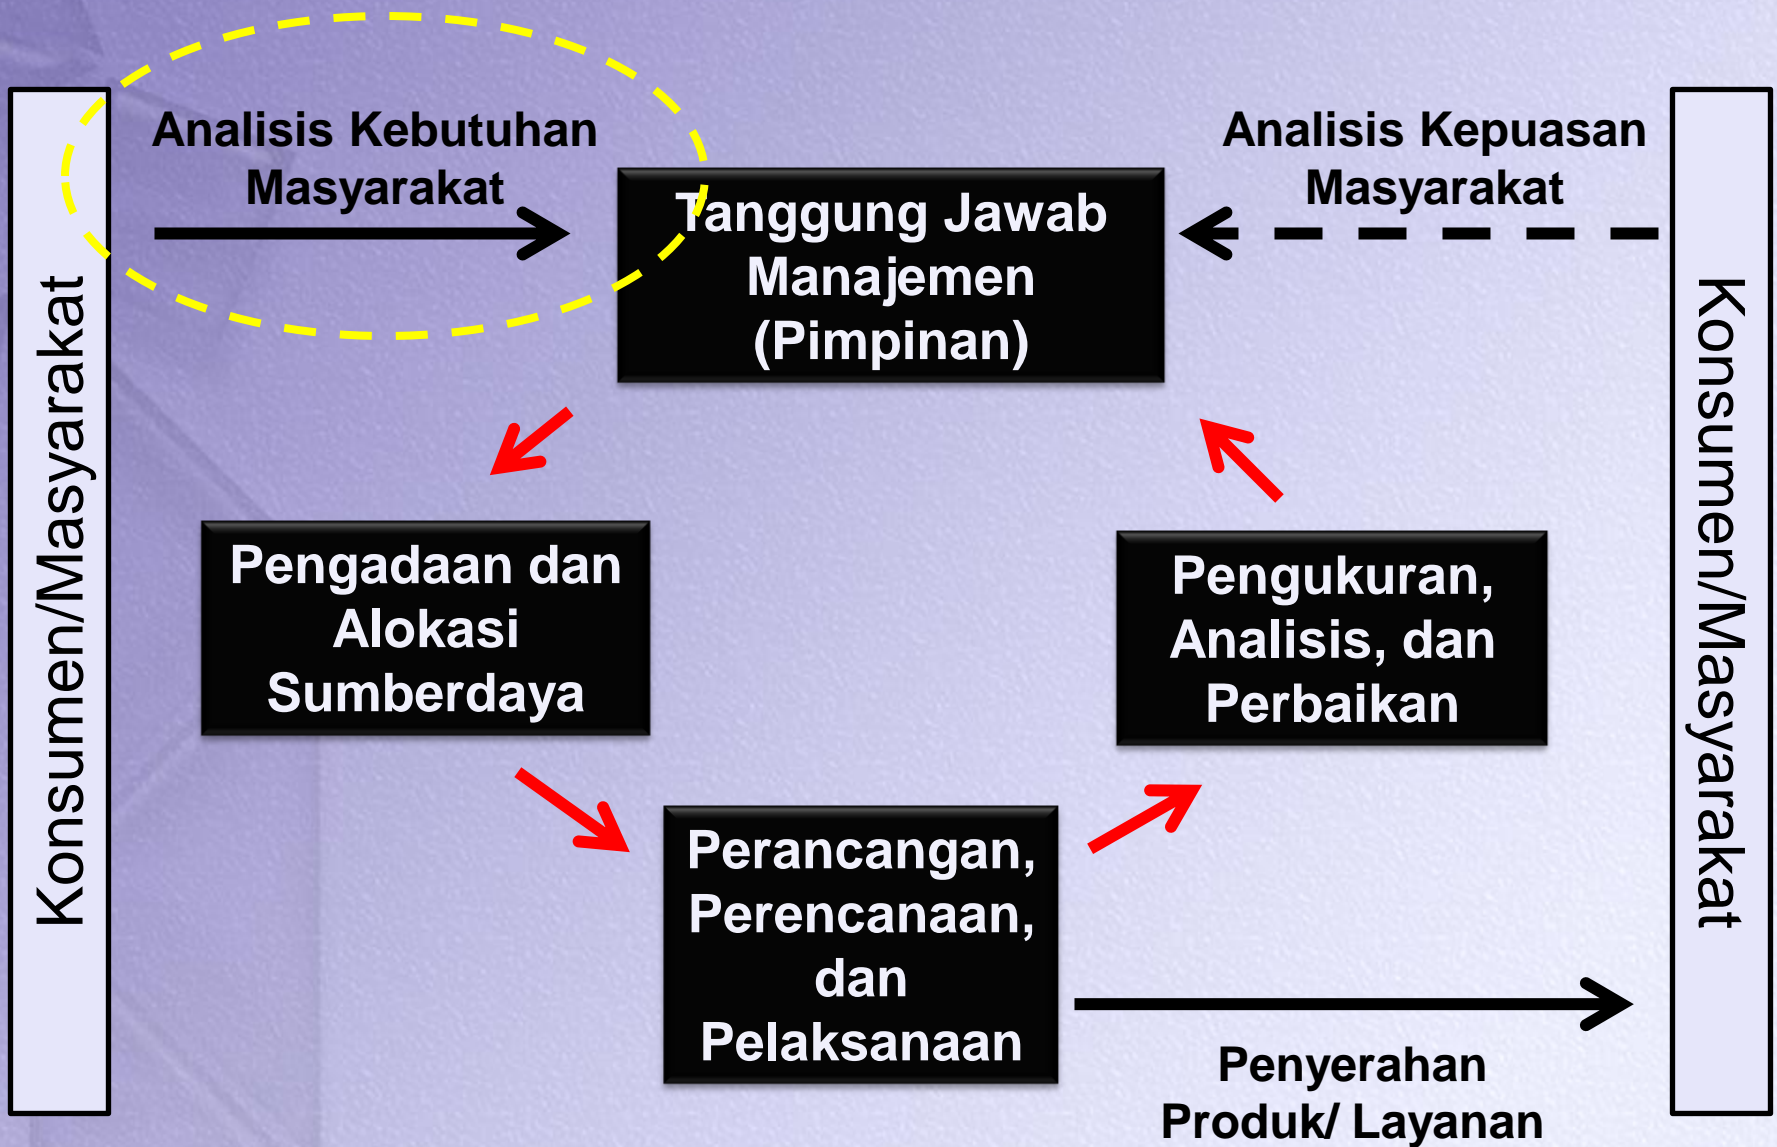 Konsumen/Masyarakat
Analisis Kebutuhan
Masyarakat
Tanggung Jawab
Manajemen
(Pimpinan)
Analisis Kepuasan
Masyarakat
Konsumen/Masyarakat
Pengadaan dan
Alokasi
Sumberdaya
Pengukuran,
Analisis, dan
Perbaikan
Perancangan,
Perencanaan,
dan
Pelaksanaan
Penyerahan
Produk/ Layanan